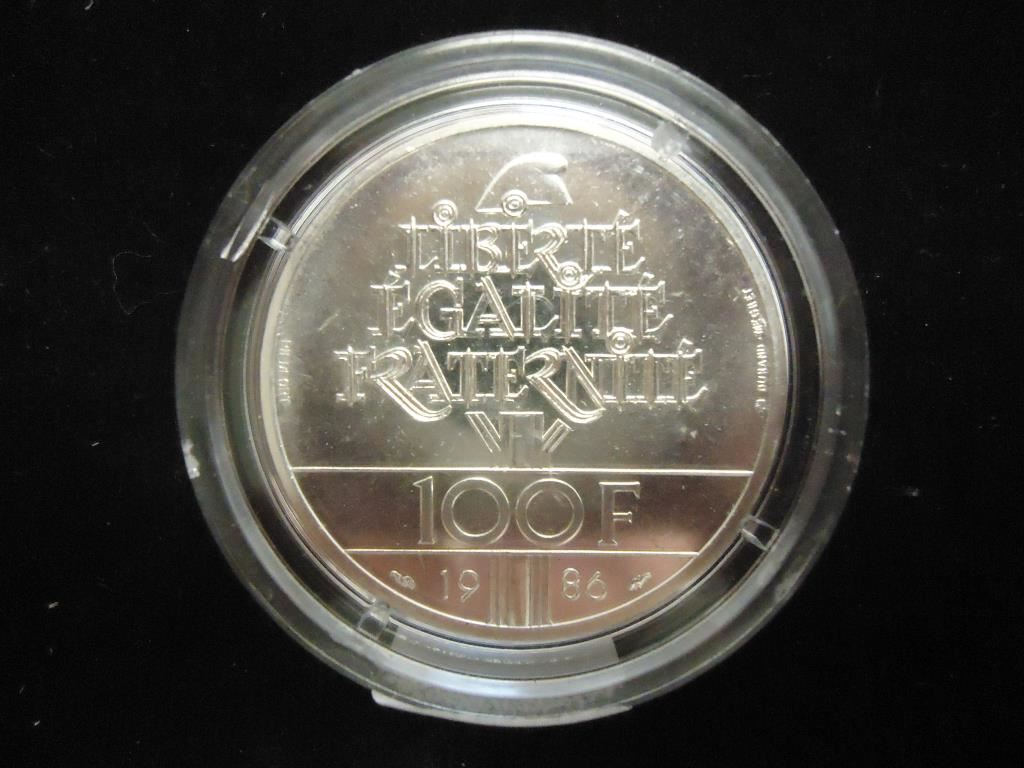 LIBERTÉ
ÉGALITÉ
FRATERNITÉ
100 F
19 86